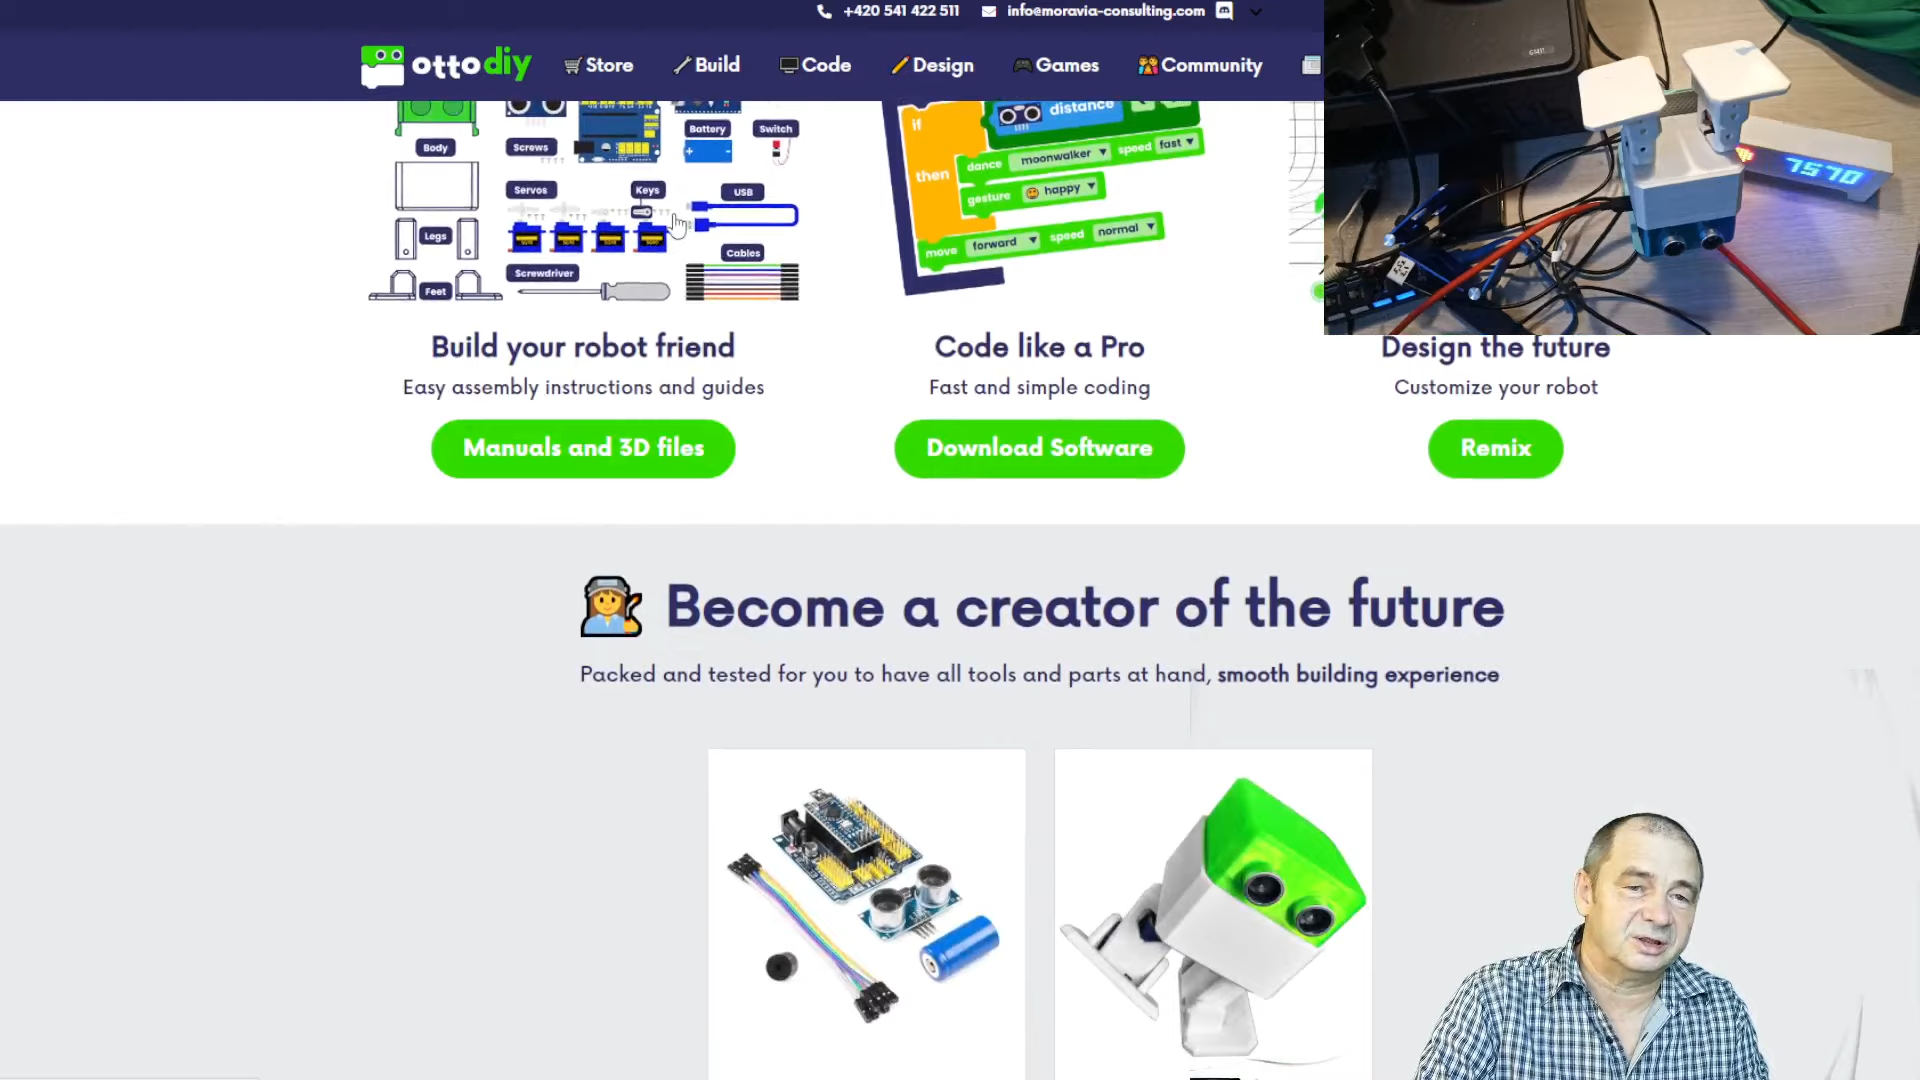 +420 541 422 511
info@moravia-consulting.com
ottodiy
Store
Build
Code
Design
Games
Community
Body
Screws
Battery
Switch
Servos
Keys
USB
Legs
Cables
Screwdriver
Feet
if
distance
then
dance moonwalker speed fast
gesture happy
move forward speed normal
7570
Build your robot friend
Easy assembly instructions and guides
Manuals and 3D files
Code like a Pro
Fast and simple coding
Download Software
Design the future
Customize your robot
Remix
Become a creator of the future
Packed and tested for you to have all tools and parts at hand, smooth building experience